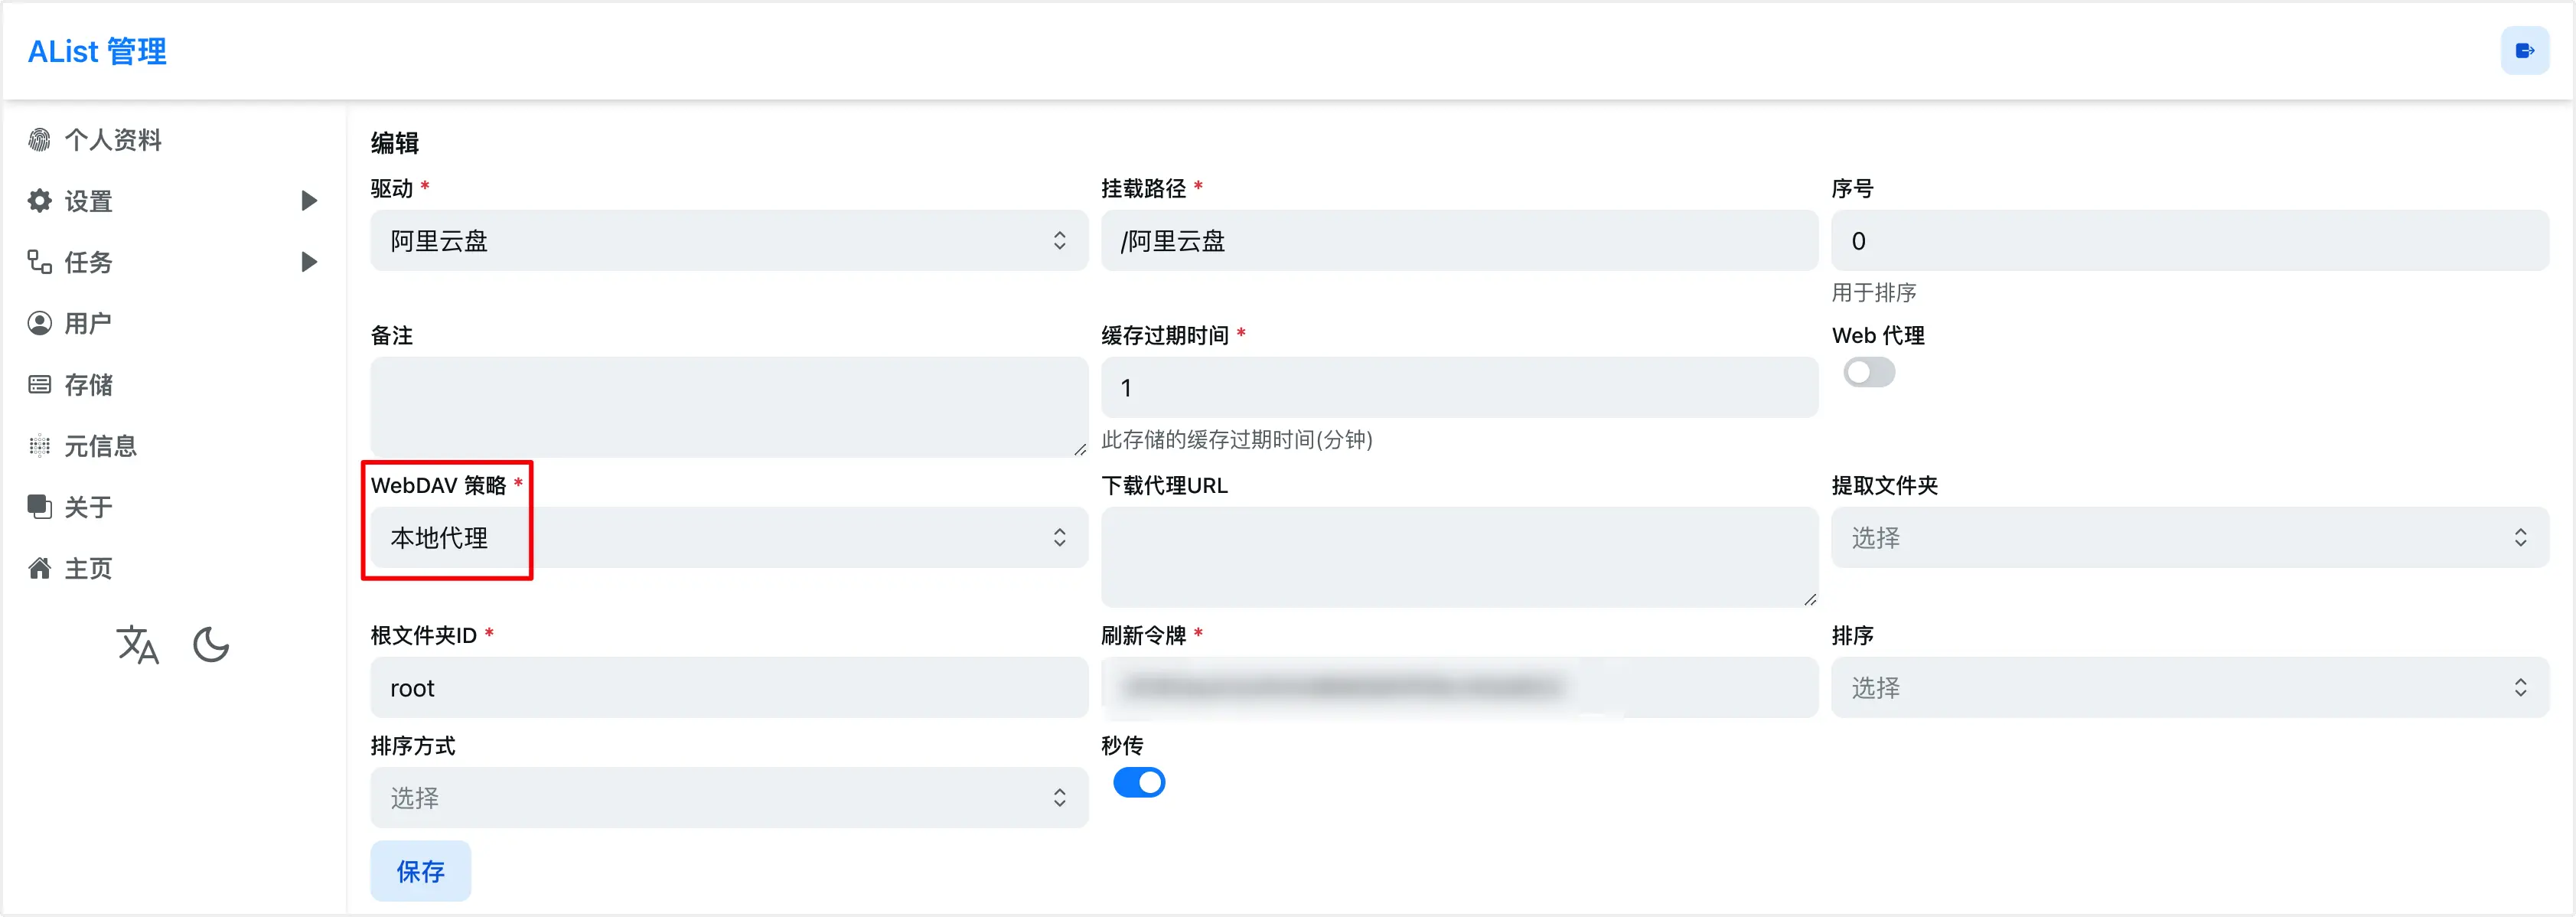 AList 管理
个人资料
设置
任务
用户
存储
元信息
关于
主页
编辑
驱动 *
阿里云盘
挂载路径 *
/阿里云盘
序号
0
用于排序
备注
缓存过期时间 *
1
此存储的缓存过期时间(分钟)
Web 代理
WebDAV 策略 *
本地代理
下载代理URL
提取文件夹
选择
根文件夹ID *
root
刷新令牌 *
排序
选择
排序方式
选择
秒传
保存